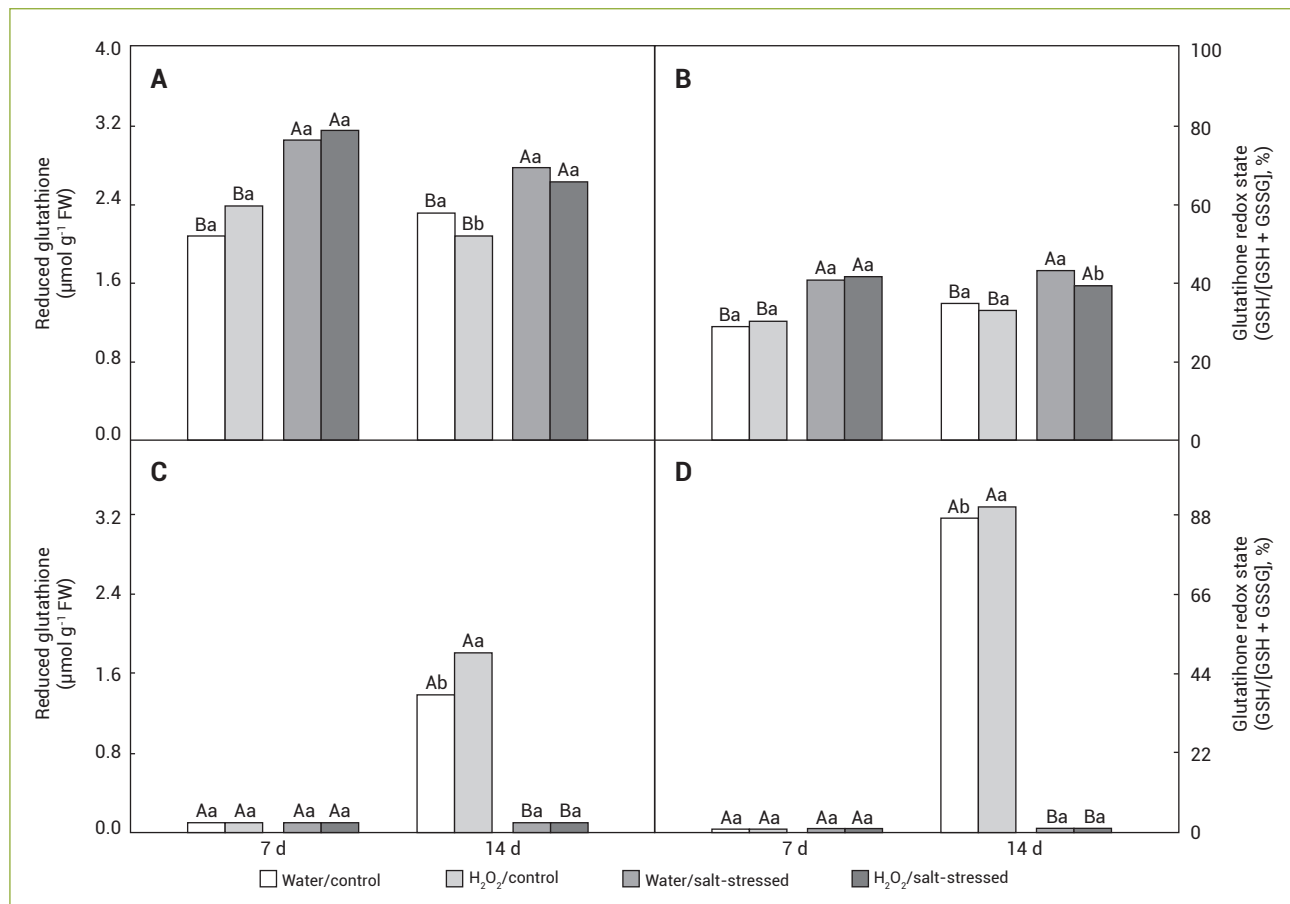 A
B
4.0
3.2
2.4
1.6
0.8
0.0
Reduced glutathione
(µmol g⁻¹ FW)
Ba
Ba
Aa
Aa
Ba
Bb
Aa
Aa
Ba
Ba
Aa
Aa
Ba
Ba
Aa
Ab
100
80
60
40
20
0
Glutatihone redox state
(GSH/[GSH + GSSG], %)
C
D
3.2
2.4
1.6
0.8
0.0
Reduced glutathione
(µmol g⁻¹ FW)
Aa
Aa
Aa
Aa
Ab
Aa
Ba
Ba
Aa
Aa
Aa
Aa
Ab
Aa
Ba
Ba
88
66
44
22
0
Glutatihone redox state
(GSH/[GSH + GSSG], %)
7 d
14 d
7 d
14 d
Water/control
H₂O₂/control
Water/salt-stressed
H₂O₂/salt-stressed